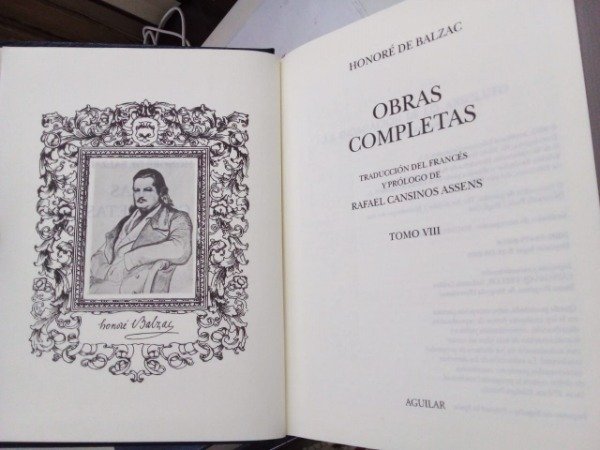 honoré Balzac
HONORÉ DE BALZAC
OBRAS
COMPLETAS
TRADUCCIÓN DEL FRANCÉS
Y PRÓLOGO DE
RAFAEL CANSINOS ASSENS
TOMO VIII
AGUILAR